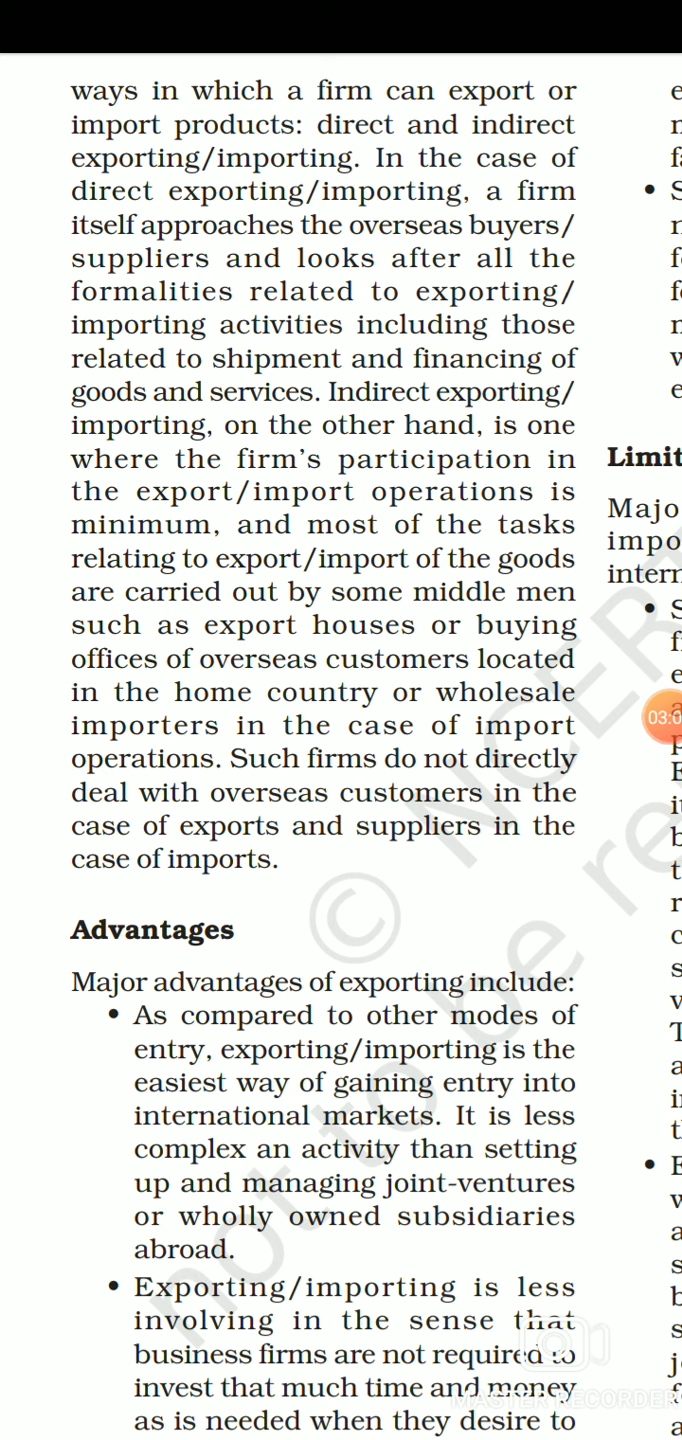 ways in which a firm can export or
import products: direct and indirect
exporting/importing. In the case of
direct exporting/importing, a firm
itself approaches the overseas buyers/
suppliers and looks after all the
formalities related to exporting/
importing activities including those
related to shipment and financing of
goods and services. Indirect exporting/
importing, on the other hand, is one
where the firm's participation in
the export/import operations is
minimum, and most of the tasks
relating to export/import of the goods
are carried out by some middle men
such as export houses or buying
offices of overseas customers located
in the home country or wholesale
importers in the case of import
operations. Such firms do not directly
deal with overseas customers in the
case of exports and suppliers in the
case of imports.
Advantages
Major advantages of exporting include:
• As compared to other modes of
entry, exporting/importing is the
easiest way of gaining entry into
international markets. It is less
complex an activity than setting
up and managing joint-ventures
or wholly owned subsidiaries
abroad.
• Exporting/importing is less
involving in the sense that
business firms are not required to
invest that much time and money
as is needed when they desire to
Limit
Majo
impo
intern
© NCERT
not to be re
03:0
MASTER RECORDER